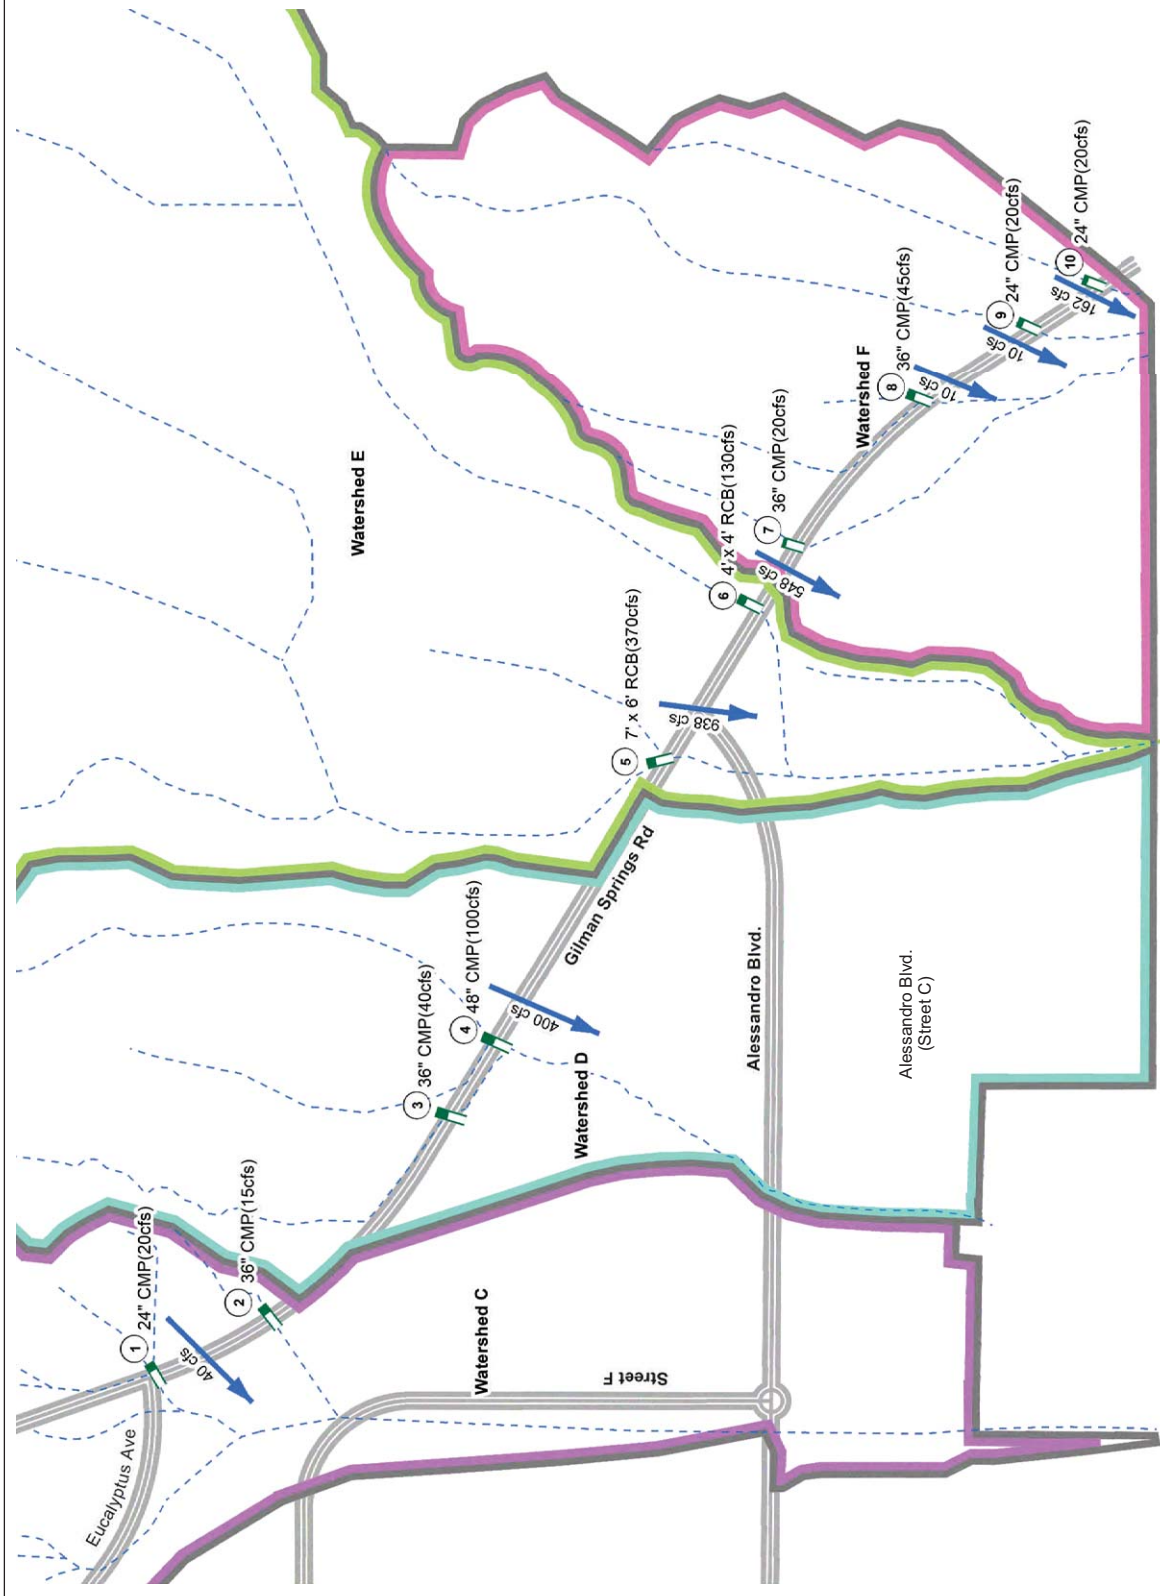 Watershed E
10
24" CMP(20cfs)
162 cfs
9
24" CMP(20cfs)
10 cfs
8
36" CMP(45cfs)
10 cfs
Watershed F
7
36" CMP(20cfs)
6
4' x 4' RCB(130cfs)
548 cfs
5
7' x 6' RCB(370cfs)
938 cfs
Gilman Springs Rd
4
48" CMP(100cfs)
400 cfs
3
36" CMP(40cfs)
Watershed D
Alessandro Blvd.
Alessandro Blvd.
(Street C)
2
36" CMP(15cfs)
1
24" CMP(20cfs)
40 cfs
Watershed C
Street F
Eucalyptus Ave